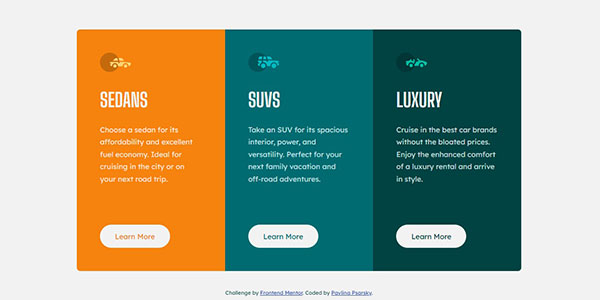 SEDANS
Choose a sedan for its
affordability and excellent
fuel economy. Ideal for
cruising in the city or on
your next road trip.
Learn More
SUVS
Take an SUV for its spacious
interior, power, and
versatility. Perfect for your
next family vacation and
off-road adventures.
Learn More
LUXURY
Cruise in the best car brands
without the bloated prices.
Enjoy the enhanced comfort
of a luxury rental and arrive
in style.
Learn More
Challenge by Frontend Mentor. Coded by Pavlina Psarsky.